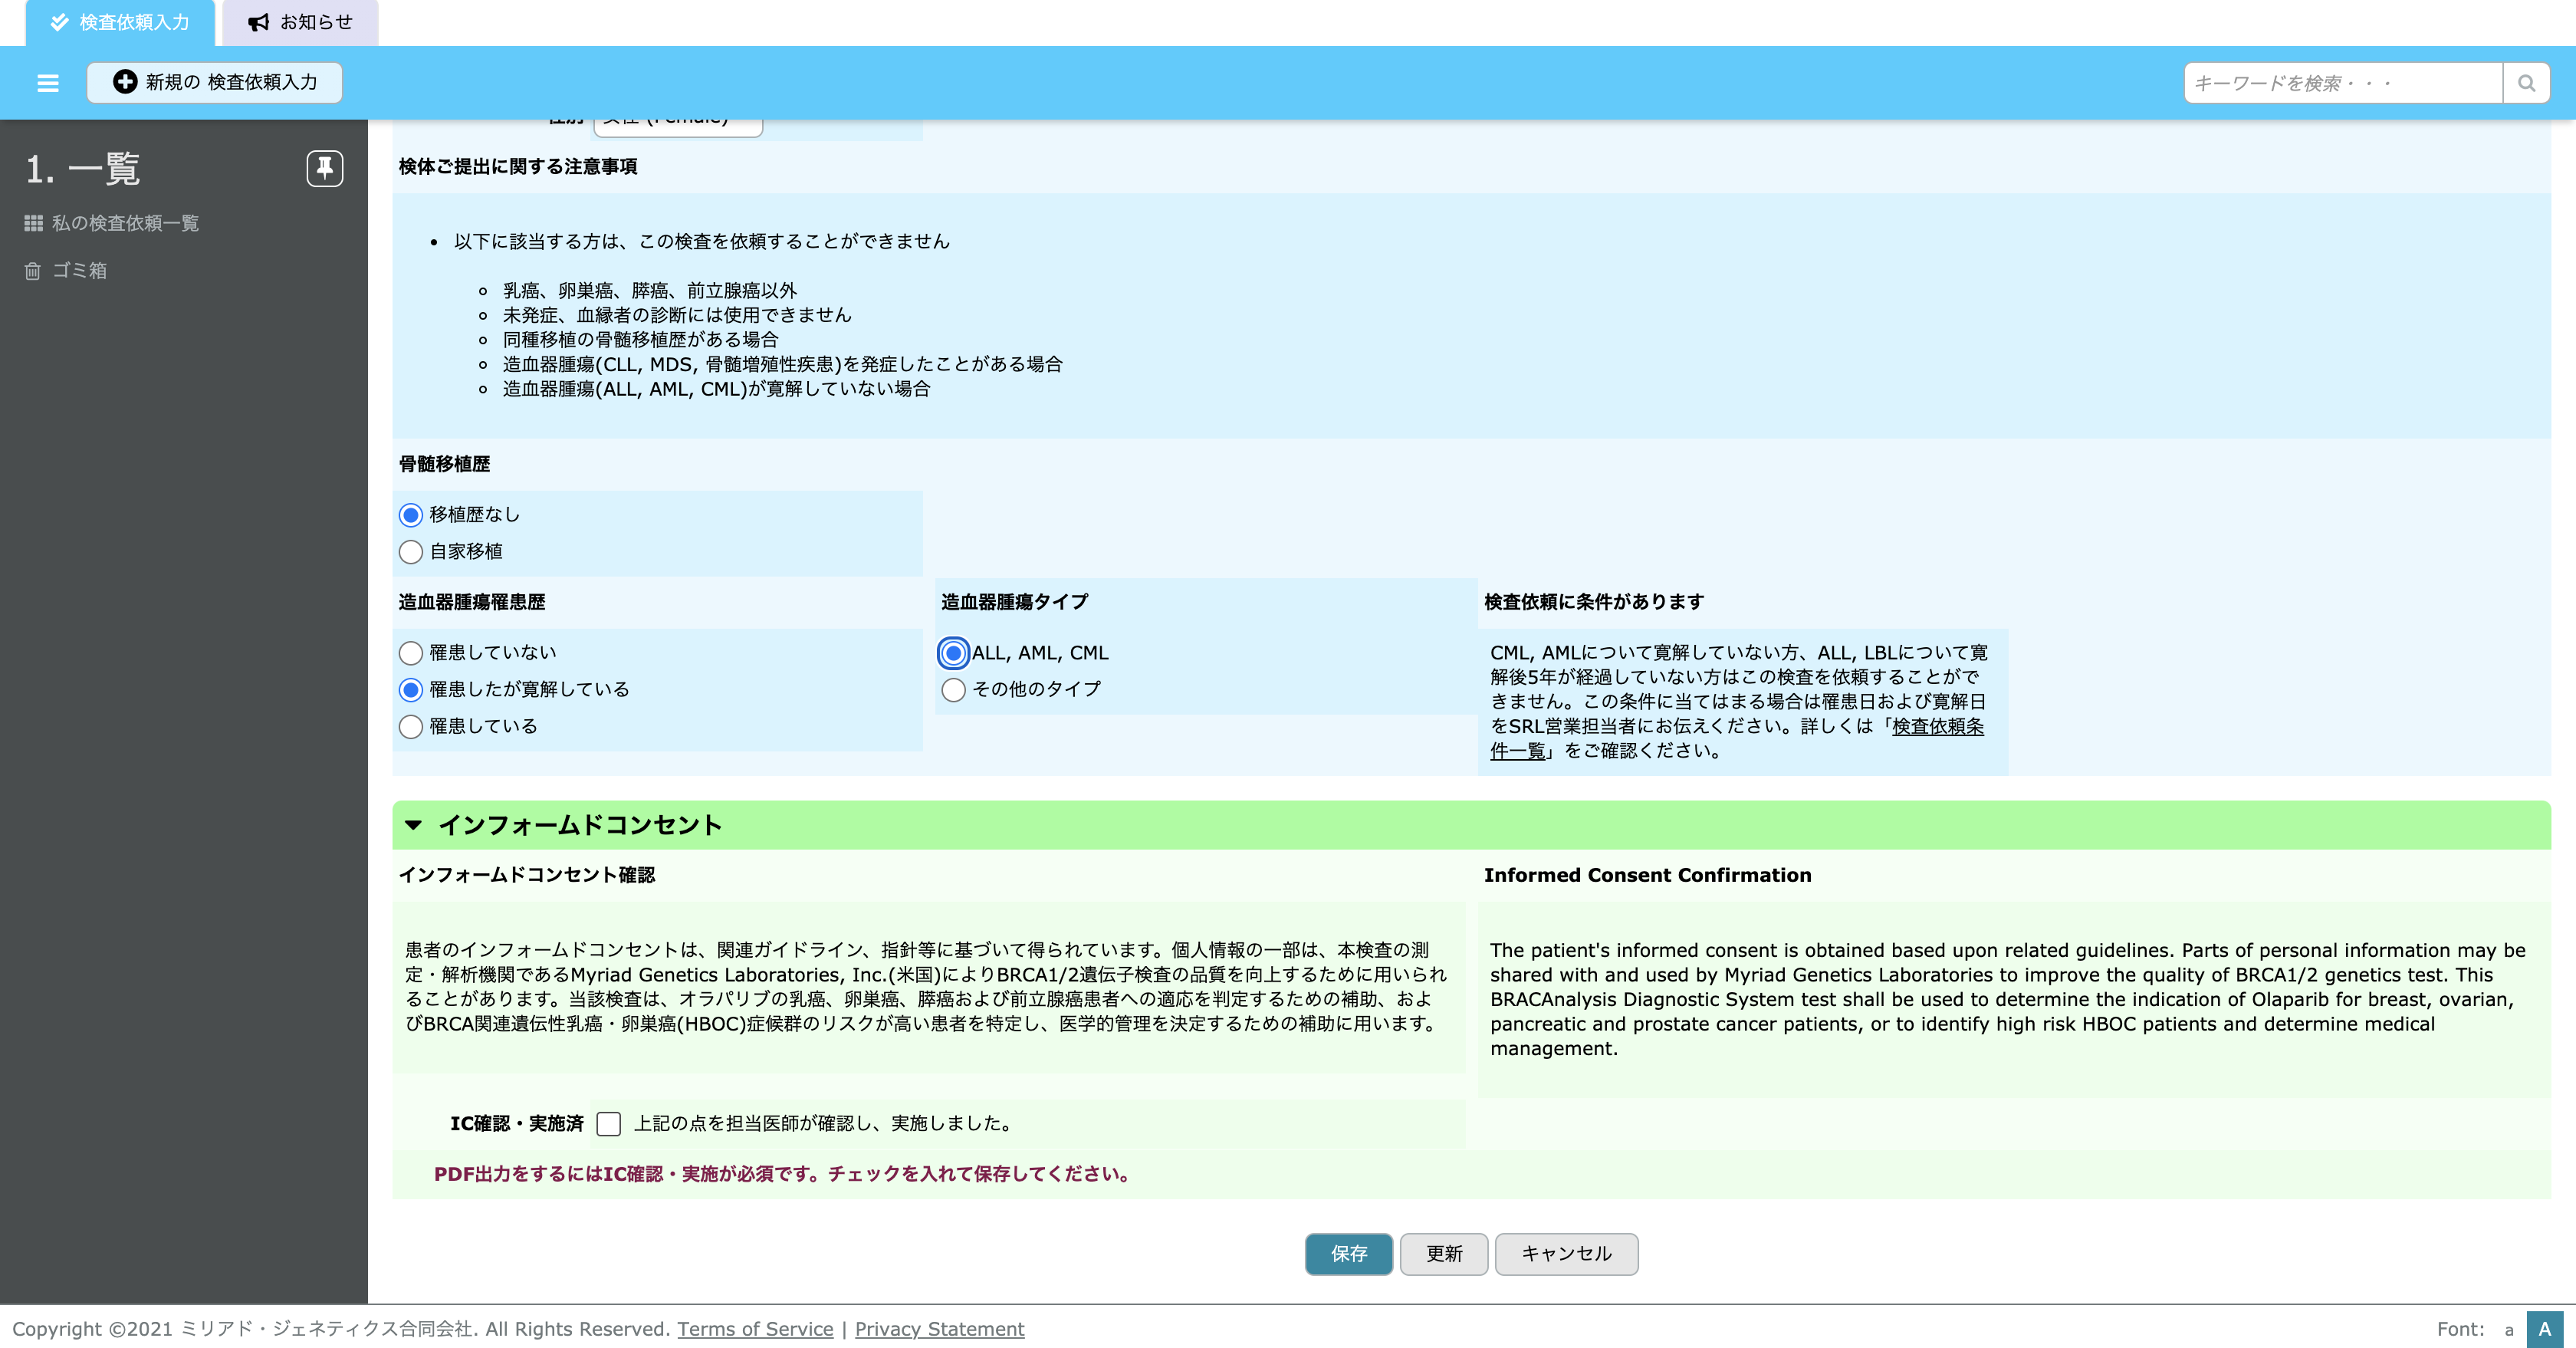 検査依頼入力
お知らせ
新規の 検査依頼入力
キーワードを検索・・・
1. 一覧
私の検査依頼一覧
ゴミ箱
性別
女性 (Female)
検体ご提出に関する注意事項
以下に該当する方は、この検査を依頼することができません
乳癌、卵巣癌、膵癌、前立腺癌以外
未発症、血縁者の診断には使用できません
同種移植の骨髄移植歴がある場合
造血器腫瘍(CLL, MDS, 骨髄増殖性疾患)を発症したことがある場合
造血器腫瘍(ALL, AML, CML)が寛解していない場合
骨髄移植歴
移植歴なし
自家移植
造血器腫瘍罹患歴
罹患していない
罹患したが寛解している
罹患している
造血器腫瘍タイプ
ALL, AML, CML
その他のタイプ
検査依頼に条件があります
CML, AMLについて寛解していない方、ALL, LBLについて寛
解後5年が経過していない方はこの検査を依頼することがで
きません。この条件に当てはまる場合は罹患日および寛解日
をSRL営業担当者にお伝えください。詳しくは「検査依頼条
件一覧」をご確認ください。
インフォームドコンセント
インフォームドコンセント確認
患者のインフォームドコンセントは、関連ガイドライン、指針等に基づいて得られています。個人情報の一部は、本検査の測
定・解析機関であるMyriad Genetics Laboratories, Inc.(米国)によりBRCA1/2遺伝子検査の品質を向上するために用いられ
ることがあります。当該検査は、オラパリブの乳癌、卵巣癌、膵癌および前立腺癌患者への適応を判定するための補助、およ
びBRCA関連遺伝性乳癌・卵巣癌(HBOC)症候群のリスクが高い患者を特定し、医学的管理を決定するための補助に用います。
Informed Consent Confirmation
The patient's informed consent is obtained based upon related guidelines. Parts of personal information may be
shared with and used by Myriad Genetics Laboratories to improve the quality of BRCA1/2 genetics test. This
BRACAnalysis Diagnostic System test shall be used to determine the indication of Olaparib for breast, ovarian,
pancreatic and prostate cancer patients, or to identify high risk HBOC patients and determine medical
management.
IC確認・実施済 上記の点を担当医師が確認し、実施しました。
PDF出力をするにはIC確認・実施が必須です。チェックを入れて保存してください。
保存
更新
キャンセル
Copyright ©2021 ミリアド・ジェネティクス合同会社. All Rights Reserved. Terms of Service | Privacy Statement
Font: a A